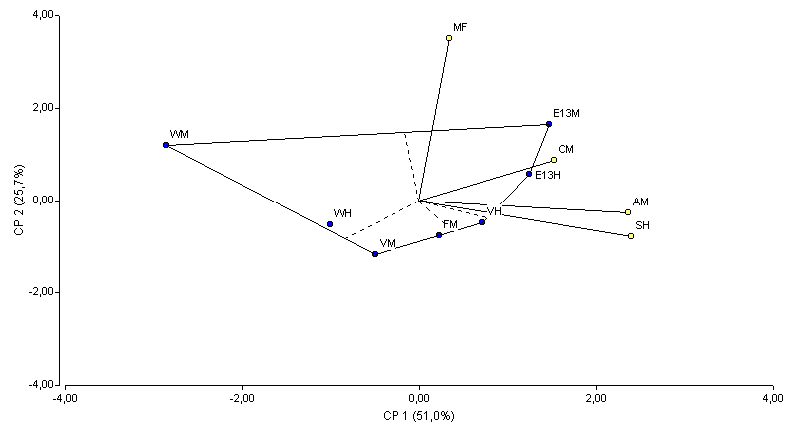 4,00
MF
2,00
E13M
WM
CM
E13H
CP 2 (25,7%)
0,00
AM
VH
WH
FM
SH
VM
-2,00
-4,00
-4,00
-2,00
0,00
2,00
4,00
CP 1 (51,0%)